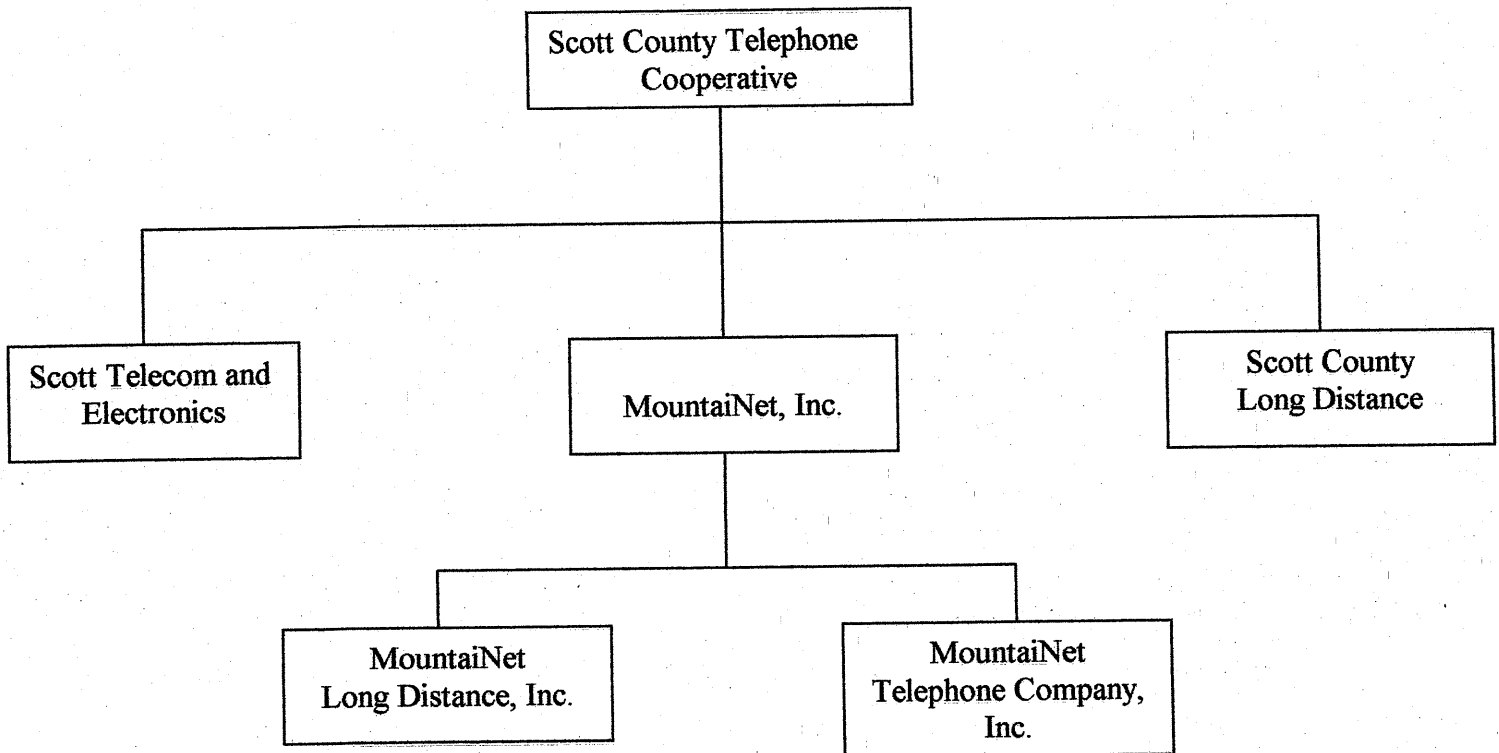 Scott County Telephone
Cooperative
Scott Telecom and
Electronics
MountaiNet, Inc.
Scott County
Long Distance
MountaiNet
Long Distance, Inc.
MountaiNet
Telephone Company,
Inc.